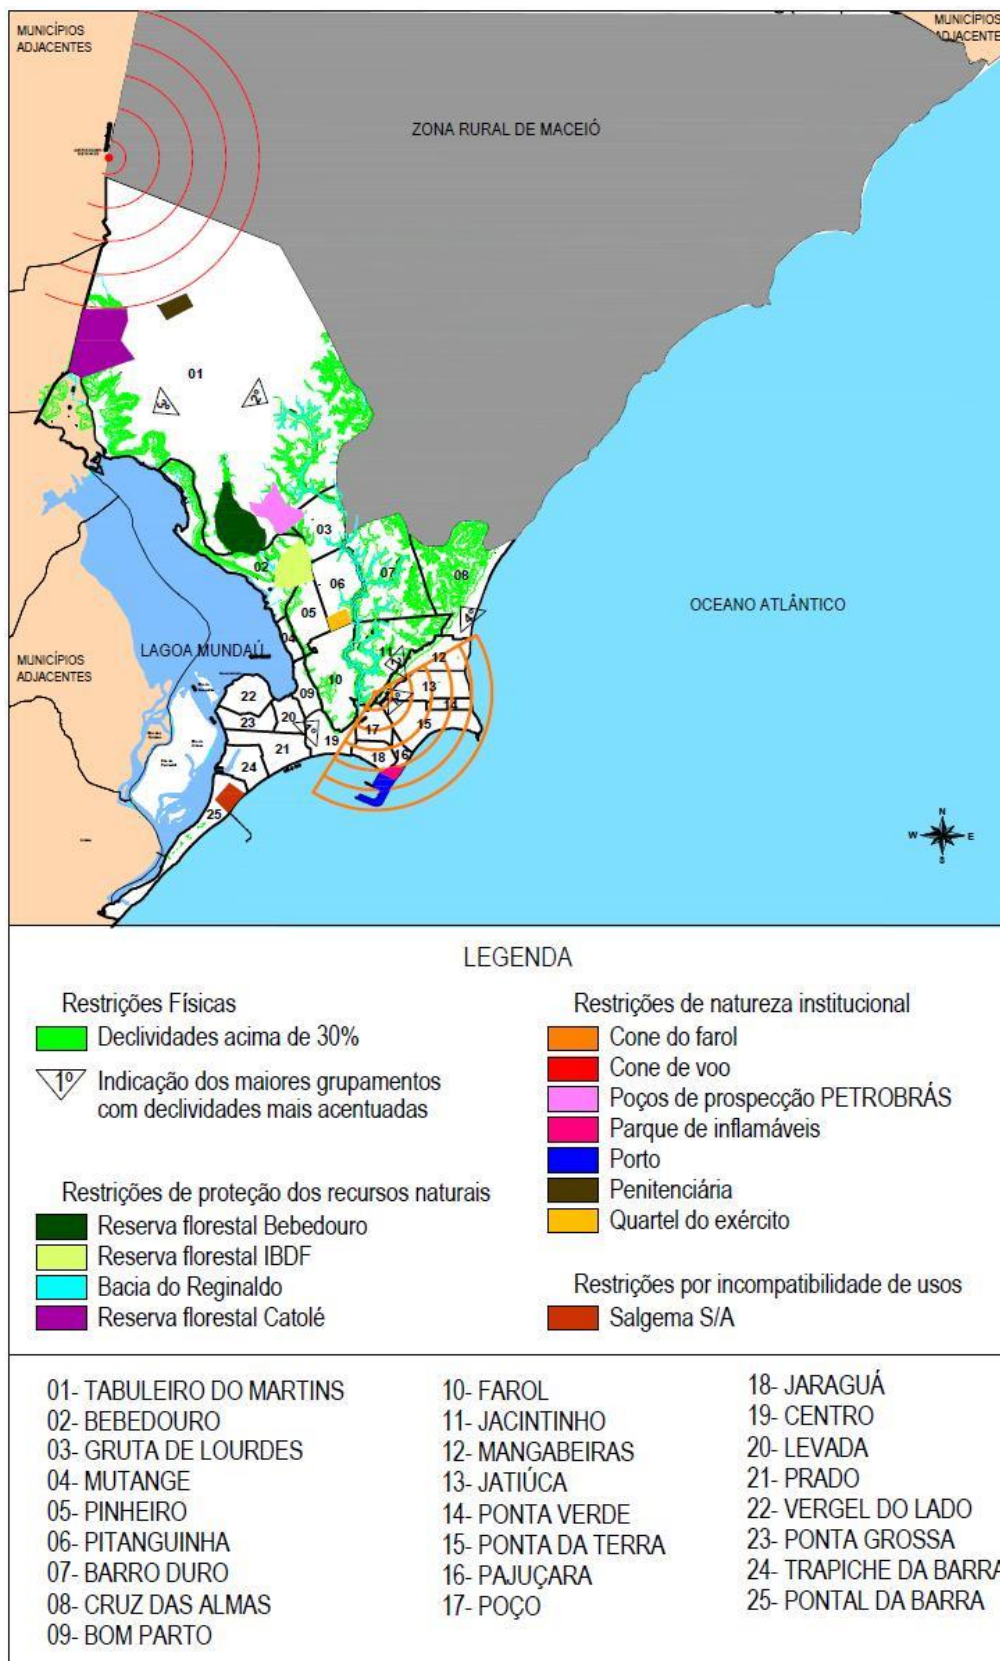 MUNICÍPIOS
ADJACENTES
MUNICÍPIOS
ADJACENTE
ZONA RURAL DE MACEIÓ
01
3º
2º
03
02
06
07
08
OCEANO ATLÂNTICO
05
04
LAGOA MUNDAÚ
MUNICÍPIOS
ADJACENTES
11
12
10
13
09
14
22
20
23
15
17
19
21
16
18
24
25
N
W
E
S
LEGENDA
Restrições Físicas
Declividades acima de 30%
1º
Indicação dos maiores grupamentos
com declividades mais acentuadas
Restrições de proteção dos recursos naturais
Reserva florestal Bebedouro
Reserva florestal IBDF
Bacia do Reginaldo
Reserva florestal Catolé
Restrições de natureza institucional
Cone do farol
Cone de voo
Poços de prospecção PETROBRÁS
Parque de inflamáveis
Porto
Penitenciária
Quartel do exército
Restrições por incompatibilidade de usos
Salgema S/A
01- TABULEIRO DO MARTINS
02- BEBEDOURO
03- GRUTA DE LOURDES
04- MUTANGE
05- PINHEIRO
06- PITANGUINHA
07- BARRO DURO
08- CRUZ DAS ALMAS
09- BOM PARTO
10- FAROL
11- JACINTINHO
12- MANGABEIRAS
13- JATIÚCA
14- PONTA VERDE
15- PONTA DA TERRA
16- PAJUÇARA
17- POÇO
18- JARAGUÁ
19- CENTRO
20- LEVADA
21- PRADO
22- VERGEL DO LADO
23- PONTA GROSSA
24- TRAPICHE DA BARRA
25- PONTAL DA BARRA